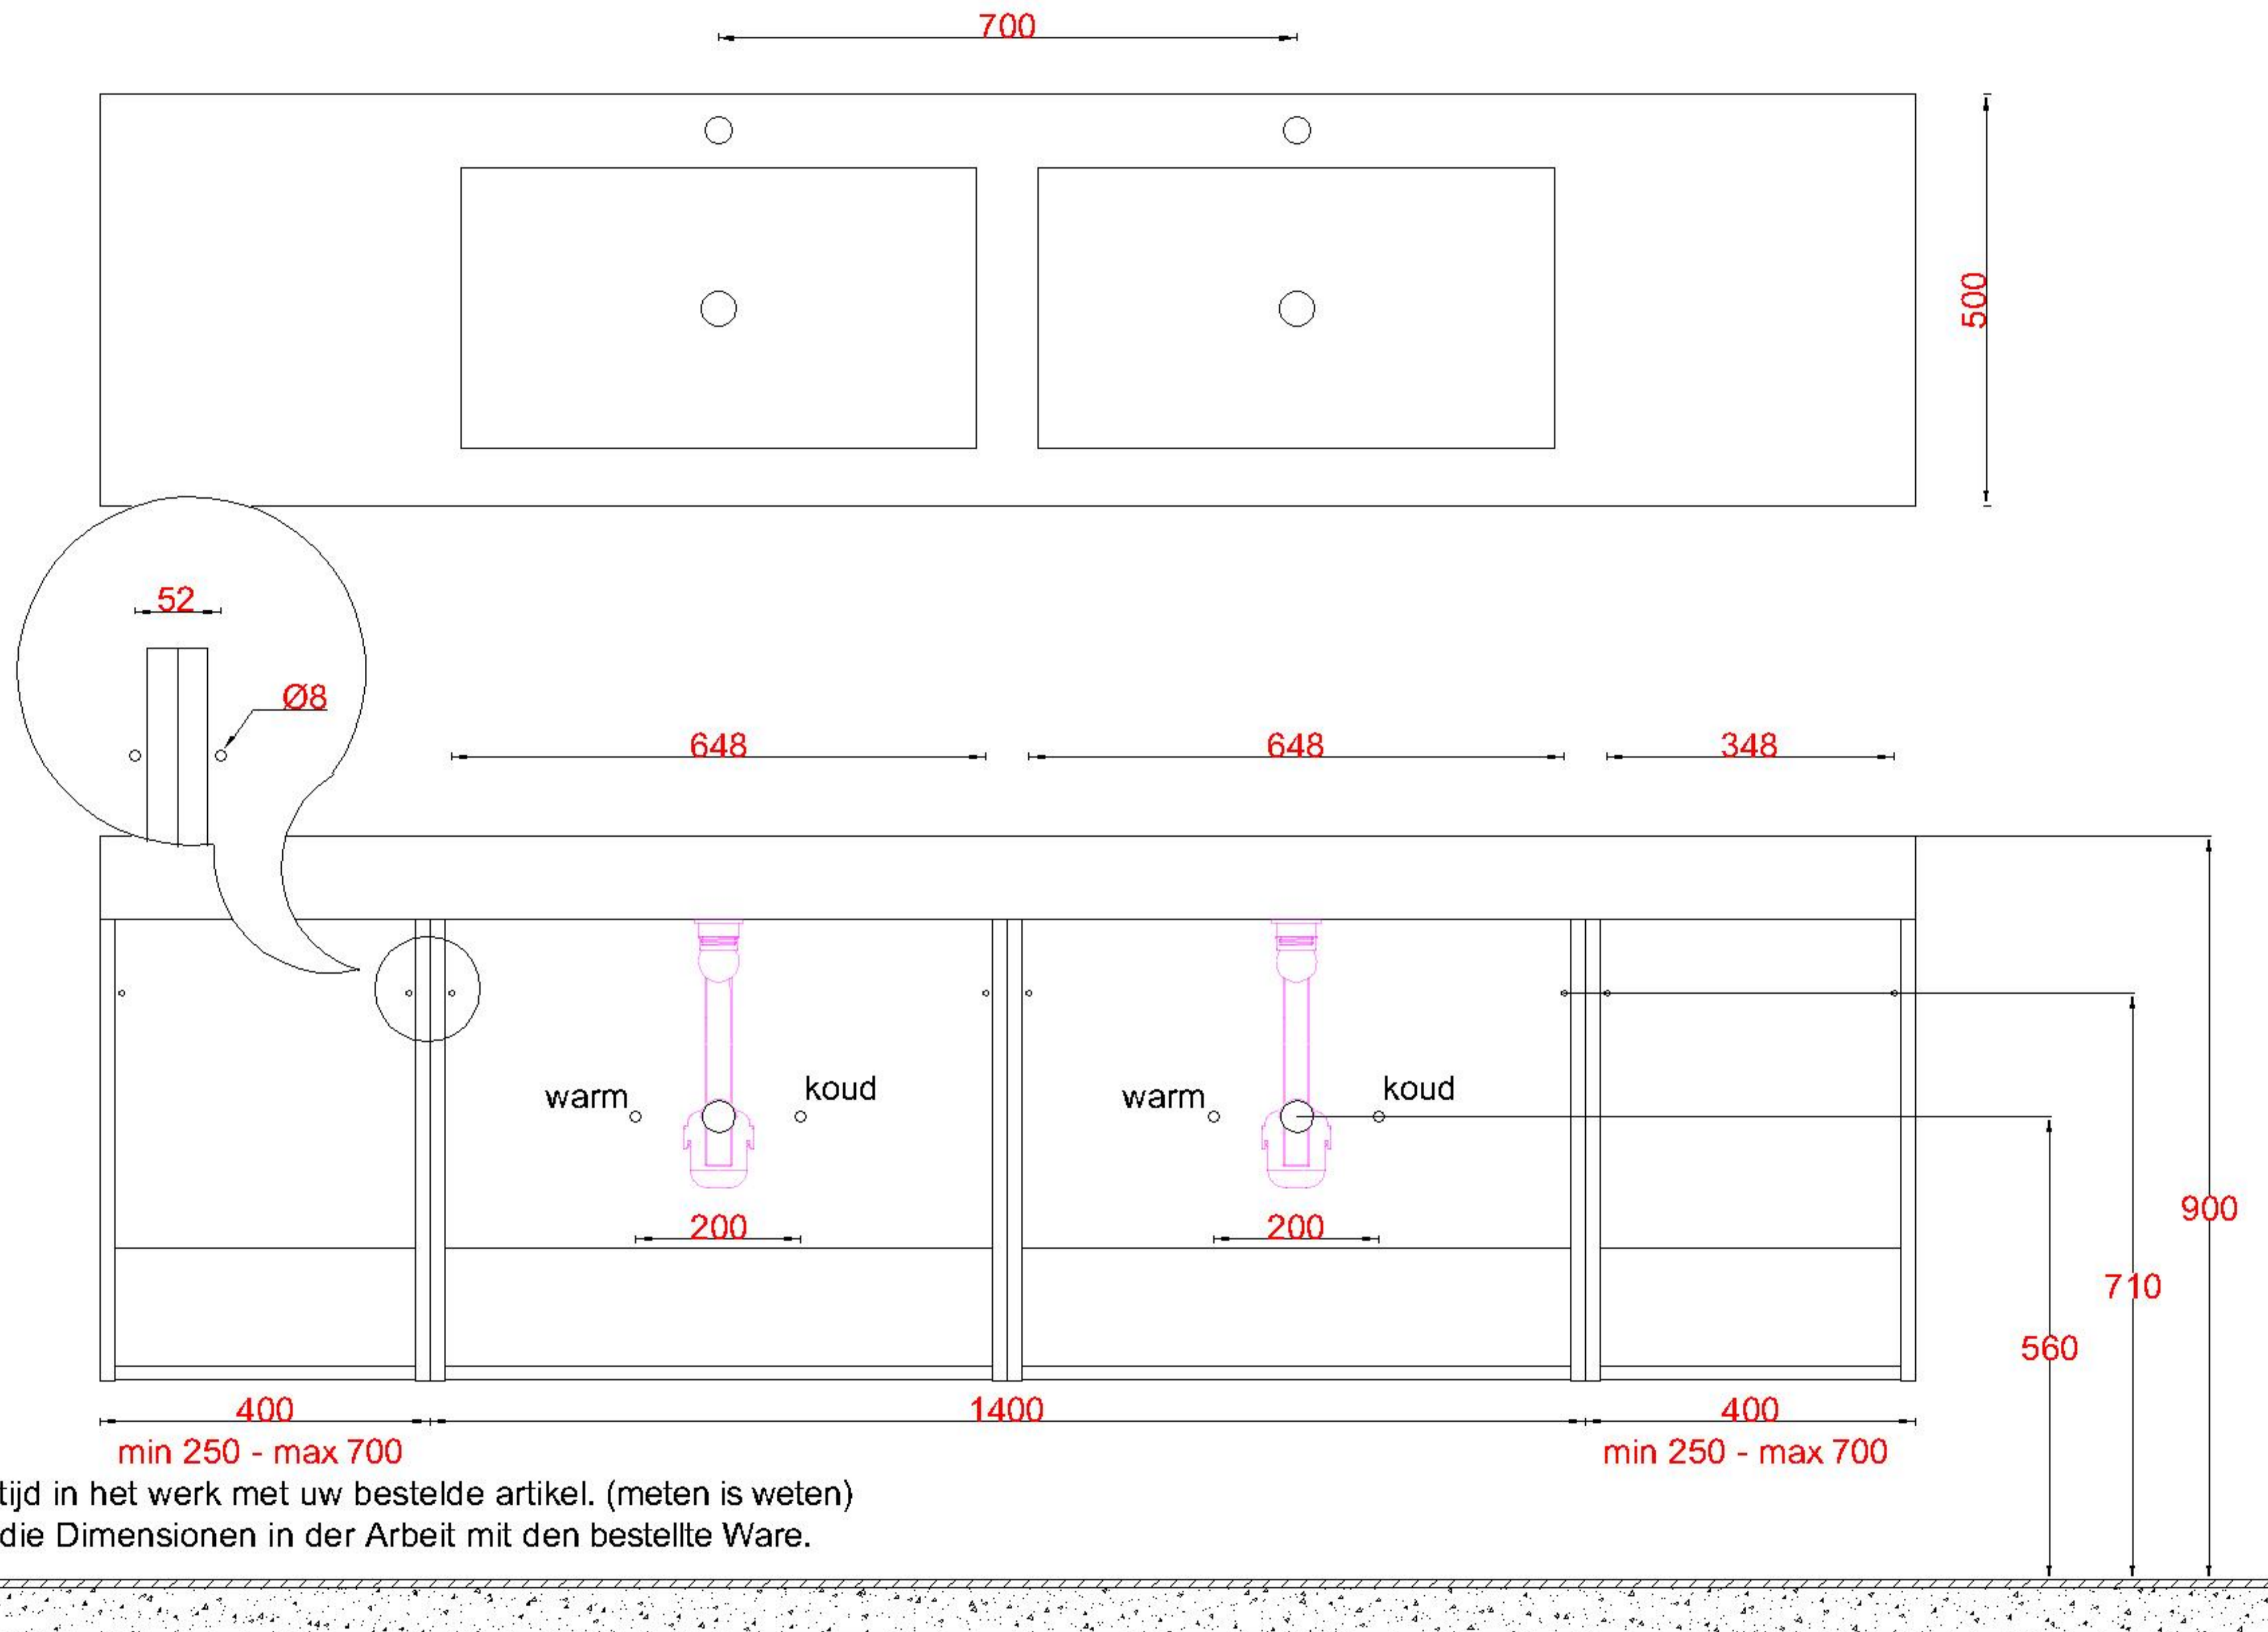 700
500
52
Ø8
648
648
348
warm
koud
warm
koud
200
200
900
710
560
400
1400
400
min 250 - max 700
min 250 - max 700
tijd in het werk met uw bestelde artikel. (meten is weten)
die Dimensionen in der Arbeit mit den bestellte Ware.